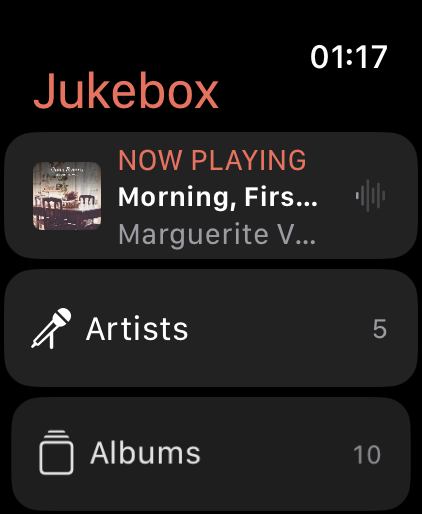 01:17
Jukebox
NOW PLAYING
Morning, Firs...
Marguerite V...
Artists
5
Albums
10